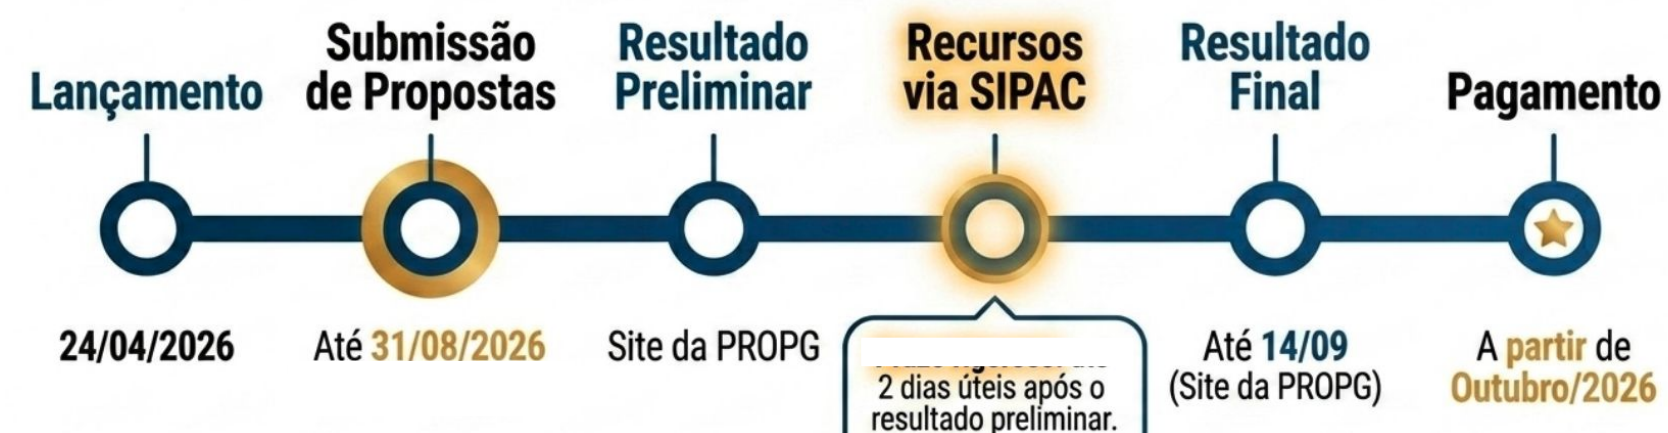 Lançamento
24/04/2026
Submissão
de Propostas
Até 31/08/2026
Resultado
Preliminar
Site da PROPG
Recursos
via SIPAC
2 dias úteis após o
resultado preliminar.
Resultado
Final
Até 14/09
(Site da PROPG)
Pagamento
A partir de
Outubro/2026